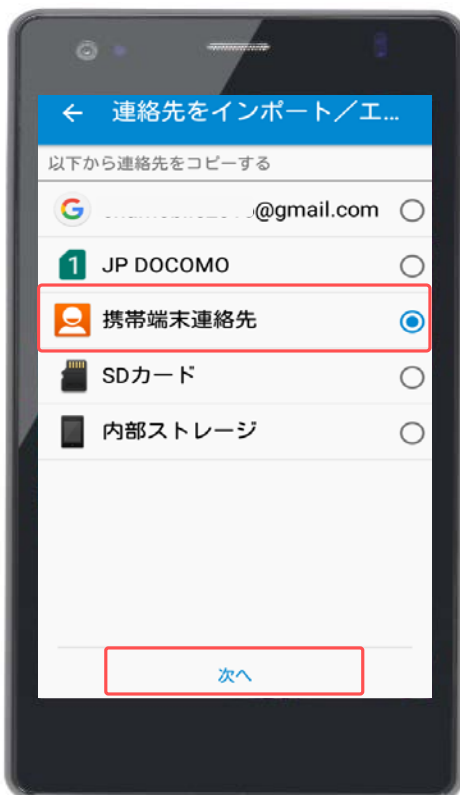 連絡先をインポート／エ...
以下から連絡先をコピーする
@gmail.com
1 JP DOCOMO
携帯端末連絡先
SDカード
内部ストレージ
次へ